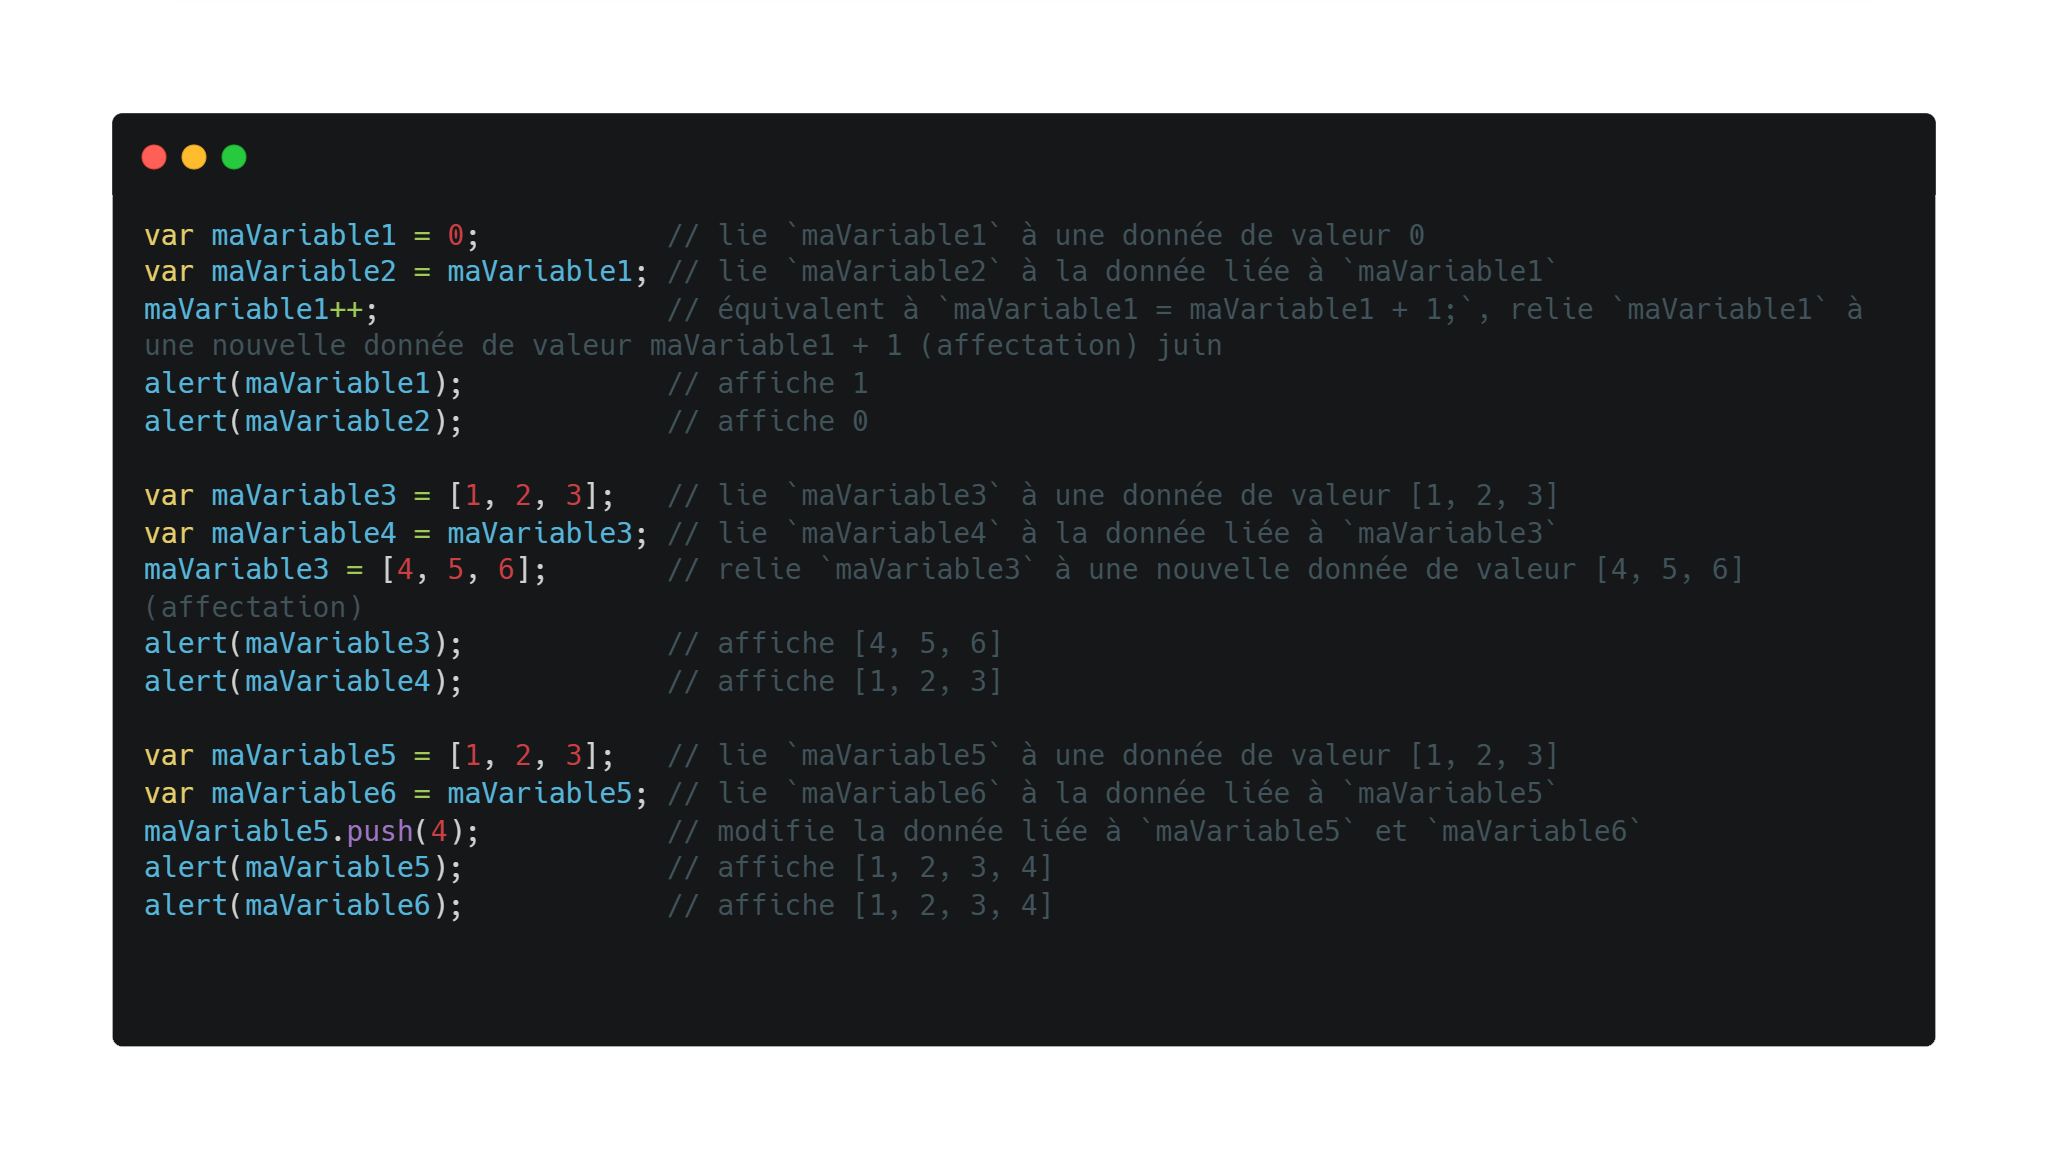 var maVariable1 = 0;           // lie `maVariable1` à une donnée de valeur 0
var maVariable2 = maVariable1; // lie `maVariable2` à la donnée liée à `maVariable1`
maVariable1++;                 // équivalent à `maVariable1 = maVariable1 + 1;`, relie `maVariable1` à
une nouvelle donnée de valeur maVariable1 + 1 (affectation) juin
alert(maVariable1);            // affiche 1
alert(maVariable2);            // affiche 0

var maVariable3 = [1, 2, 3];   // lie `maVariable3` à une donnée de valeur [1, 2, 3]
var maVariable4 = maVariable3; // lie `maVariable4` à la donnée liée à `maVariable3`
maVariable3 = [4, 5, 6];       // relie `maVariable3` à une nouvelle donnée de valeur [4, 5, 6]
(affectation)
alert(maVariable3);            // affiche [4, 5, 6]
alert(maVariable4);            // affiche [1, 2, 3]

var maVariable5 = [1, 2, 3];   // lie `maVariable5` à une donnée de valeur [1, 2, 3]
var maVariable6 = maVariable5; // lie `maVariable6` à la donnée liée à `maVariable5`
maVariable5.push(4);           // modifie la donnée liée à `maVariable5` et `maVariable6`
alert(maVariable5);            // affiche [1, 2, 3, 4]
alert(maVariable6);            // affiche [1, 2, 3, 4]